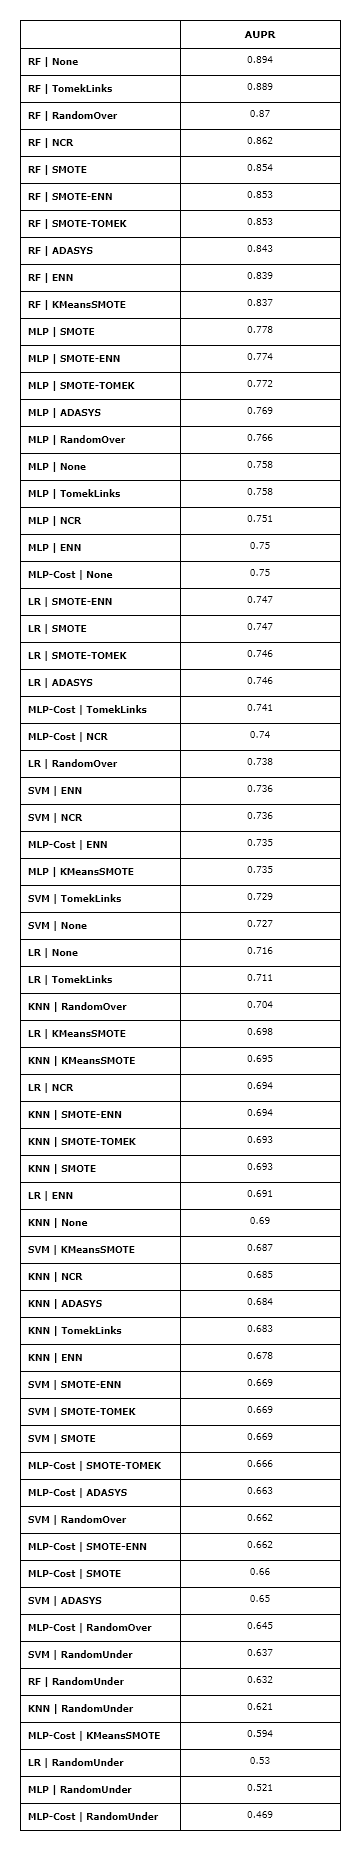 AUPR
RF | None 0.894
RF | TomekLinks 0.889
RF | RandomOver 0.87
RF | NCR 0.862
RF | SMOTE 0.854
RF | SMOTE-ENN 0.853
RF | SMOTE-TOMEK 0.853
RF | ADASYS 0.843
RF | ENN 0.839
RF | KMeansSMOTE 0.837
MLP | SMOTE 0.778
MLP | SMOTE-ENN 0.774
MLP | SMOTE-TOMEK 0.772
MLP | ADASYS 0.769
MLP | RandomOver 0.766
MLP | None 0.758
MLP | TomekLinks 0.758
MLP | NCR 0.751
MLP | ENN 0.75
MLP-Cost | None 0.75
LR | SMOTE-ENN 0.747
LR | SMOTE 0.747
LR | SMOTE-TOMEK 0.746
LR | ADASYS 0.746
MLP-Cost | TomekLinks 0.741
MLP-Cost | NCR 0.74
LR | RandomOver 0.738
SVM | ENN 0.736
SVM | NCR 0.736
MLP-Cost | ENN 0.735
MLP | KMeansSMOTE 0.735
SVM | TomekLinks 0.729
SVM | None 0.727
LR | None 0.716
LR | TomekLinks 0.711
KNN | RandomOver 0.704
LR | KMeansSMOTE 0.698
KNN | KMeansSMOTE 0.695
LR | NCR 0.694
KNN | SMOTE-ENN 0.694
KNN | SMOTE-TOMEK 0.693
KNN | SMOTE 0.693
LR | ENN 0.691
KNN | None 0.69
SVM | KMeansSMOTE 0.687
KNN | NCR 0.685
KNN | ADASYS 0.684
KNN | TomekLinks 0.683
KNN | ENN 0.678
SVM | SMOTE-ENN 0.669
SVM | SMOTE-TOMEK 0.669
SVM | SMOTE 0.669
MLP-Cost | SMOTE-TOMEK 0.666
MLP-Cost | ADASYS 0.663
SVM | RandomOver 0.662
MLP-Cost | SMOTE-ENN 0.662
MLP-Cost | SMOTE 0.66
SVM | ADASYS 0.65
MLP-Cost | RandomOver 0.645
SVM | RandomUnder 0.637
RF | RandomUnder 0.632
KNN | RandomUnder 0.621
MLP-Cost | KMeansSMOTE 0.594
LR | RandomUnder 0.53
MLP | RandomUnder 0.521
MLP-Cost | RandomUnder 0.469